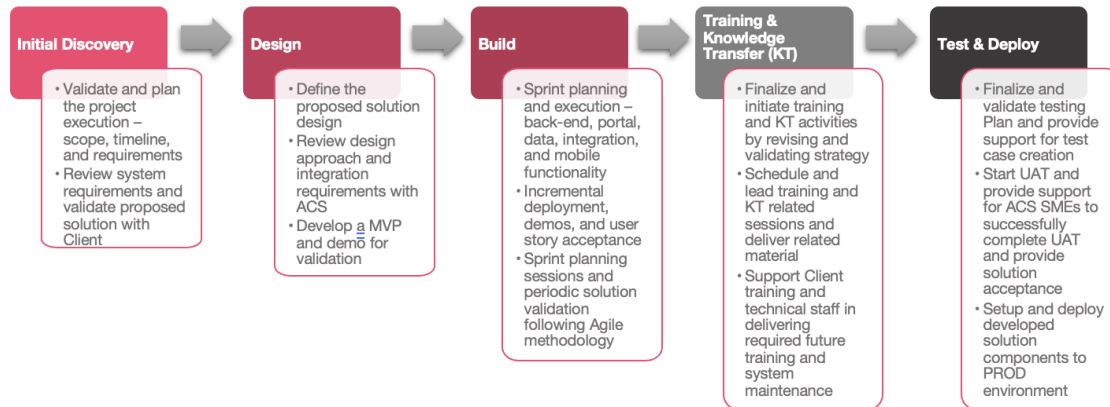 Initial Discovery
• Validate and plan
the project
execution –
scope, timeline,
and requirements
• Review system
requirements and
validate proposed
solution with
Client
Design
• Define the
proposed solution
design
• Review design
approach and
integration
requirements with
ACS
• Develop a MVP
and demo for
validation
Build
• Sprint planning
and execution –
back-end, portal,
data, integration,
and mobile
functionality
• Incremental
deployment,
demos, and user
story acceptance
• Sprint planning
sessions and
periodic solution
validation
following Agile
methodology
Training &
Knowledge
Transfer (KT)
• Finalize and
initiate training
and KT activities
by revising and
validating strategy
• Schedule and
lead training and
KT related
sessions and
deliver related
material
• Support Client
training and
technical staff in
delivering
required future
training and
system
maintenance
Test & Deploy
• Finalize and
validate testing
Plan and provide
support for test
case creation
• Start UAT and
provide support
for ACS SMEs to
successfully
complete UAT
and provide
solution
acceptance
• Setup and deploy
developed
solution
components to
PROD
environment